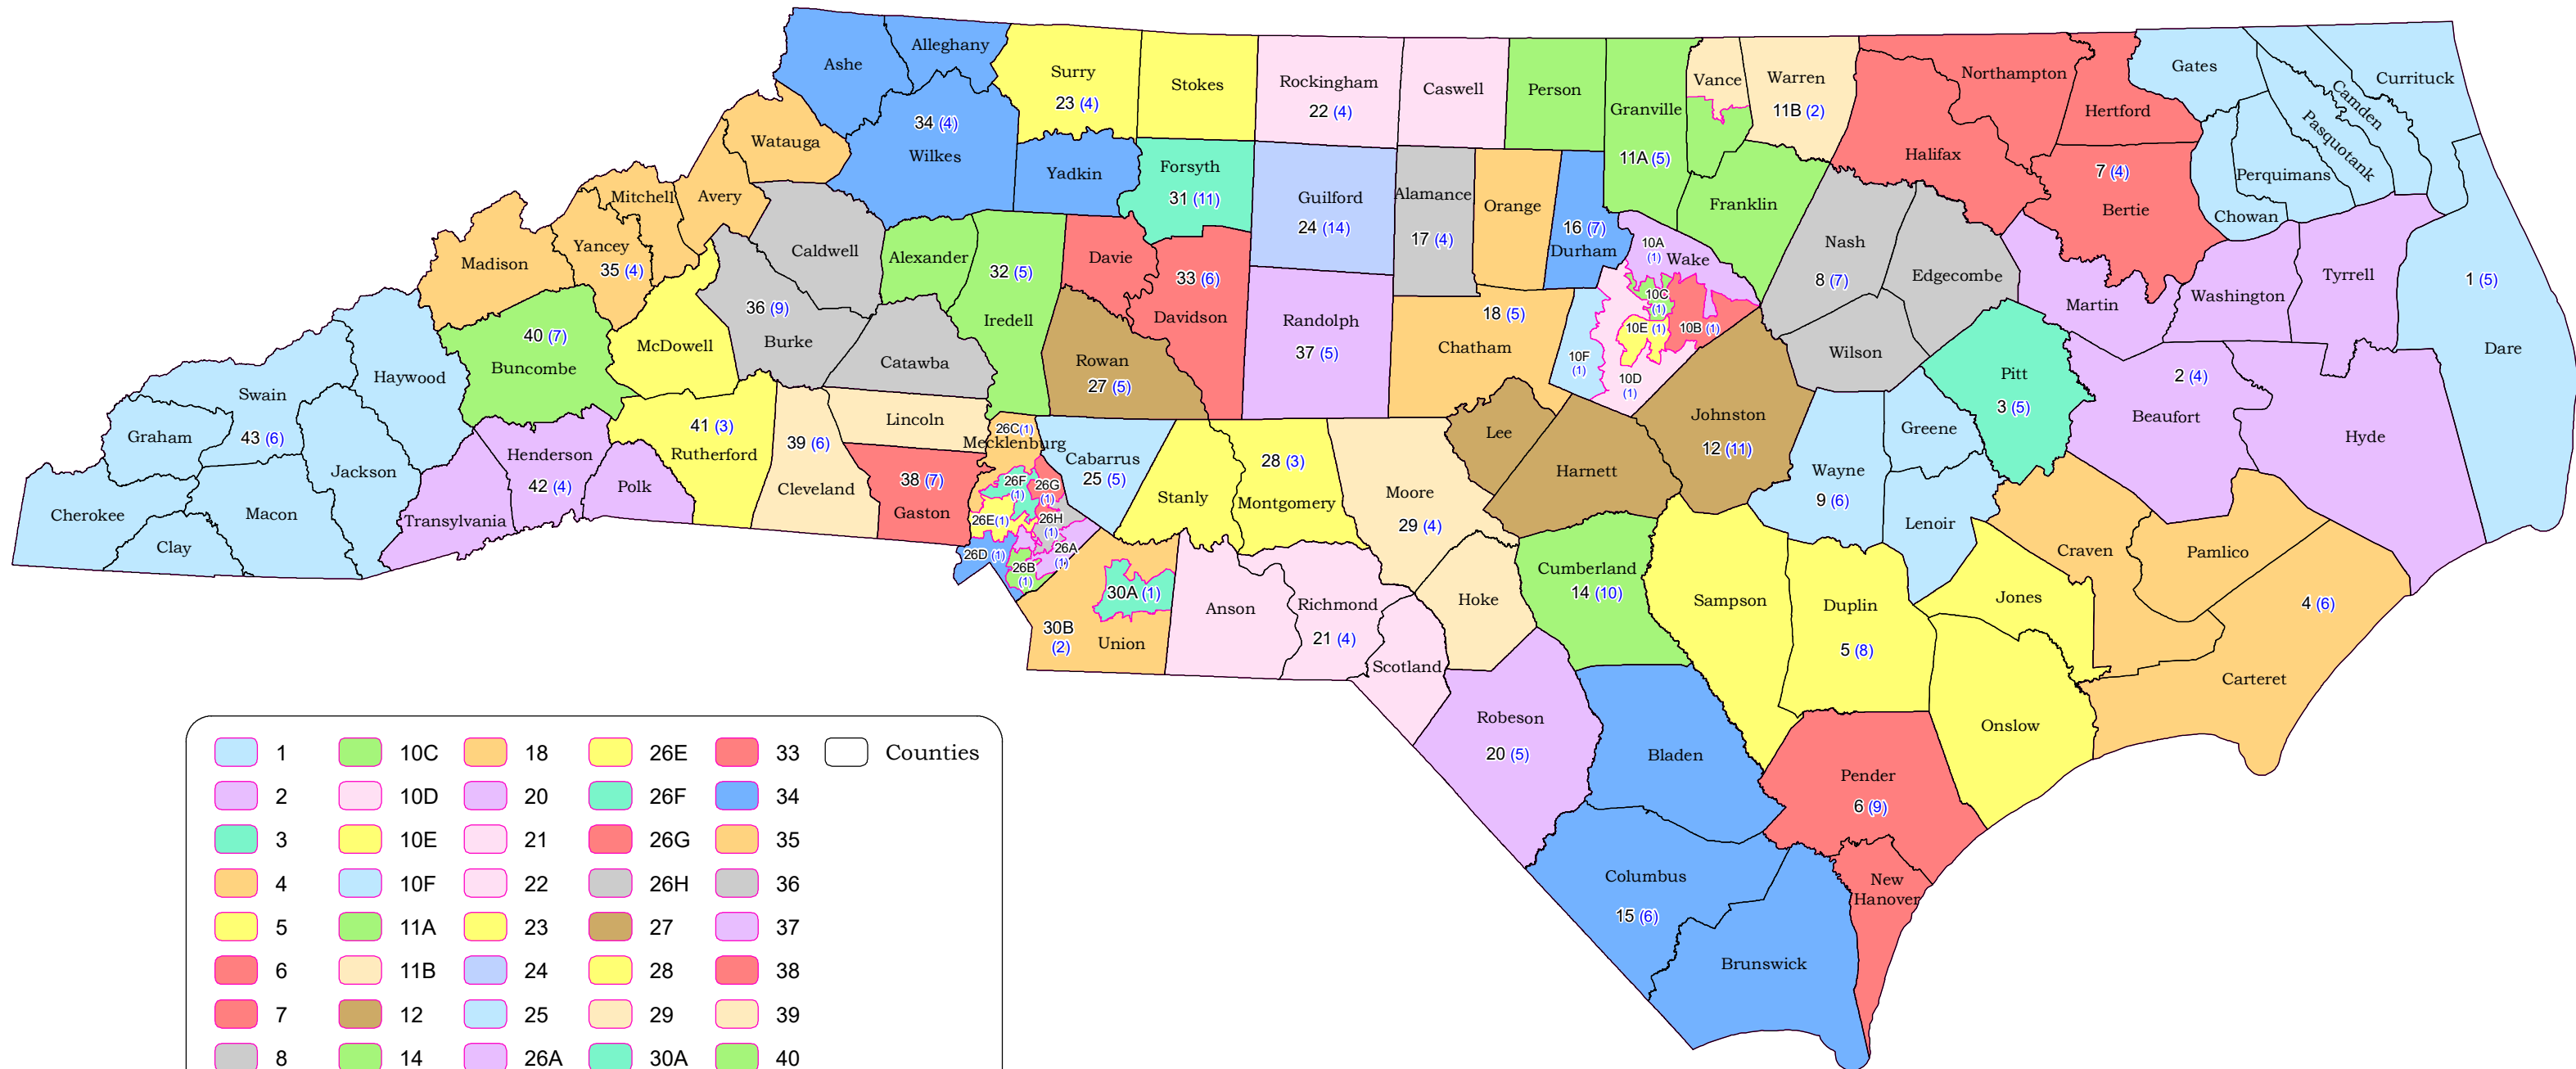 Ashe
Alleghany
Surry
23 (4)
Stokes
Rockingham
22 (4)
Caswell
Person
Granville
11A (5)
Vance
Warren
11B (2)
Northampton
Hertford
Gates
Camden
Pasquotank
Currituck
Watauga
34 (4)
Wilkes
Yadkin
Forsyth
31 (11)
Guilford
24 (14)
Alamance
17 (4)
Orange
16 (7)
Durham
Franklin
Halifax
7 (4)
Bertie
Perquimans
Chowan
Mitchell
Avery
Yancey
35 (4)
Madison
Caldwell
Alexander
32 (5)
Iredell
Davie
33 (6)
Davidson
Randolph
37 (5)
18 (5)
Chatham
10A
(1)
Wake
10C
(1)
10E (1)
10B (1)
10F
(1)
10D
(1)
Nash
8 (7)
Edgecombe
Wilson
Martin
Washington
Tyrrell
1 (5)
Dare
40 (7)
Buncombe
McDowell
36 (9)
Burke
Catawba
Rowan
27 (5)
Lee
Harnett
Johnston
12 (11)
Pitt
3 (5)
2 (4)
Beaufort
Hyde
Haywood
Swain
Graham
43 (6)
Jackson
Cherokee
Clay
Macon
Transylvania
Henderson
42 (4)
Polk
41 (3)
Rutherford
39 (6)
Cleveland
Lincoln
38 (7)
Gaston
26C (1)
Mecklenburg
26F
(1)
26G
(1)
26E (1)
26H
(1)
26D (1)
26A
(1)
26B
(1)
Cabarrus
25 (5)
Stanly
28 (3)
Montgomery
Moore
29 (4)
Wayne
9 (6)
Greene
Lenoir
Craven
Pamlico
4 (6)
Carteret
Jones
30A (1)
30B
(2)
Union
Anson
Richmond
21 (4)
Scotland
Hoke
Cumberland
14 (10)
Sampson
Duplin
5 (8)
Onslow
Robeson
20 (5)
Bladen
Pender
6 (9)
New
Hanover
Columbus
15 (6)
Brunswick
1 10C 18 26E 33 Counties
2 10D 20 26F 34
3 10E 21 26G 35
4 10F 22 26H 36
5 11A 23 27 37
6 11B 24 28 38
7 12 25 29 39
8 14 26A 30A 40